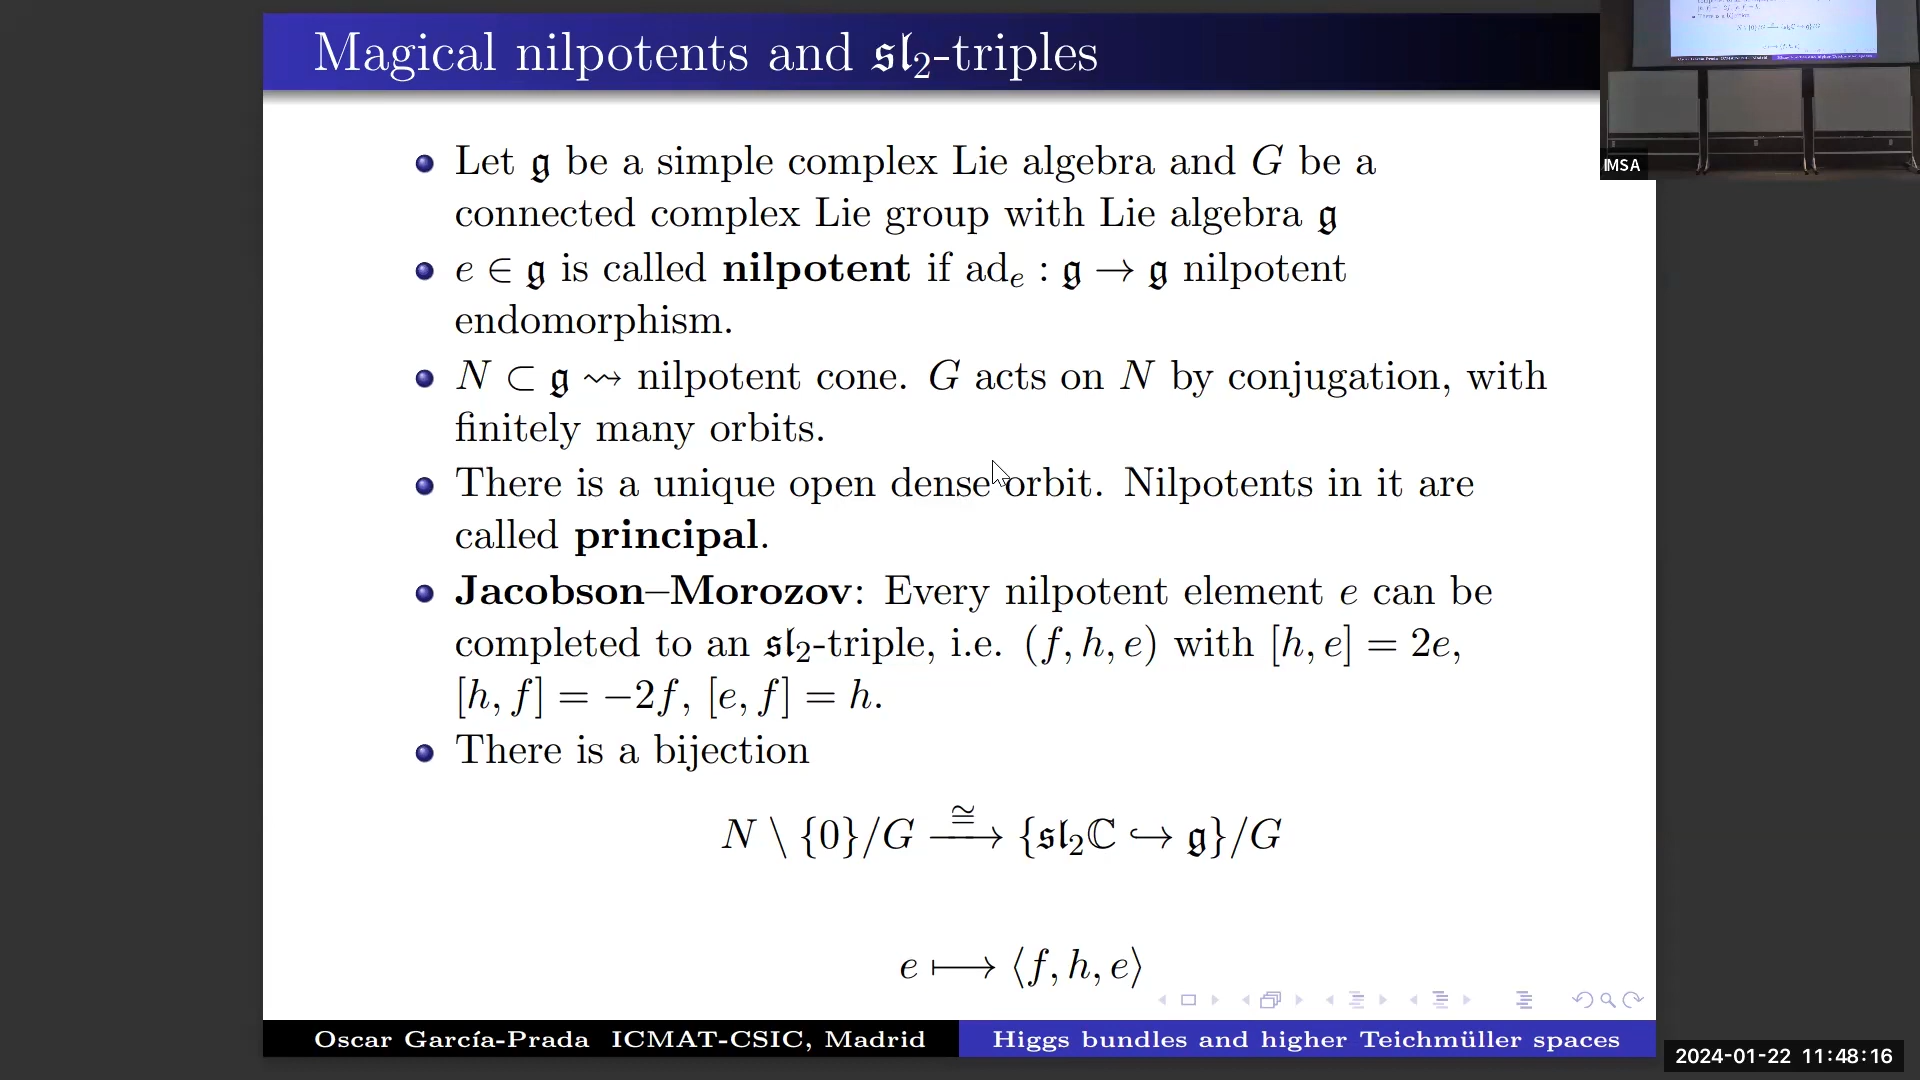 Magical nilpotents and 𝔰𝔩₂-triples
IMSA
Let 𝔤 be a simple complex Lie algebra and G be a
connected complex Lie group with Lie algebra 𝔤
e ∈ 𝔤 is called nilpotent if adₑ : 𝔤 → 𝔤 nilpotent
endomorphism.
N ⊂ 𝔤 ⇝ nilpotent cone. G acts on N by conjugation, with
finitely many orbits.
There is a unique open dense orbit. Nilpotents in it are
called principal.
Jacobson–Morozov: Every nilpotent element e can be
completed to an 𝔰𝔩₂-triple, i.e. (f, h, e) with [h, e] = 2e,
[h, f] = −2f, [e, f] = h.
There is a bijection
N \ {0}/G ≅⟶ {𝔰𝔩₂ℂ ↪ 𝔤}/G
e ⟼ ⟨f, h, e⟩
Oscar García-Prada ICMAT-CSIC, Madrid
Higgs bundles and higher Teichmüller spaces
2024-01-22 11:48:16